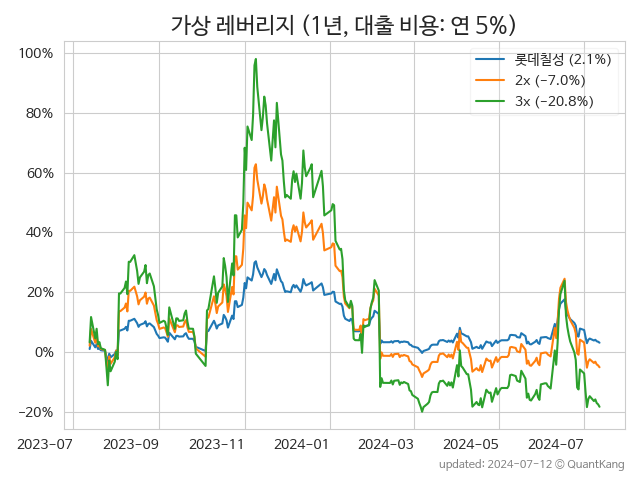 가상 레버리지 (1년, 대출 비용: 연 5%)
100%
80%
60%
40%
20%
0%
−20%
롯데칠성 (2.1%)
2x (−7.0%)
3x (−20.8%)
2023-07
2023-09
2023-11
2024-01
2024-03
2024-05
2024-07
updated: 2024-07-12 © QuantKang